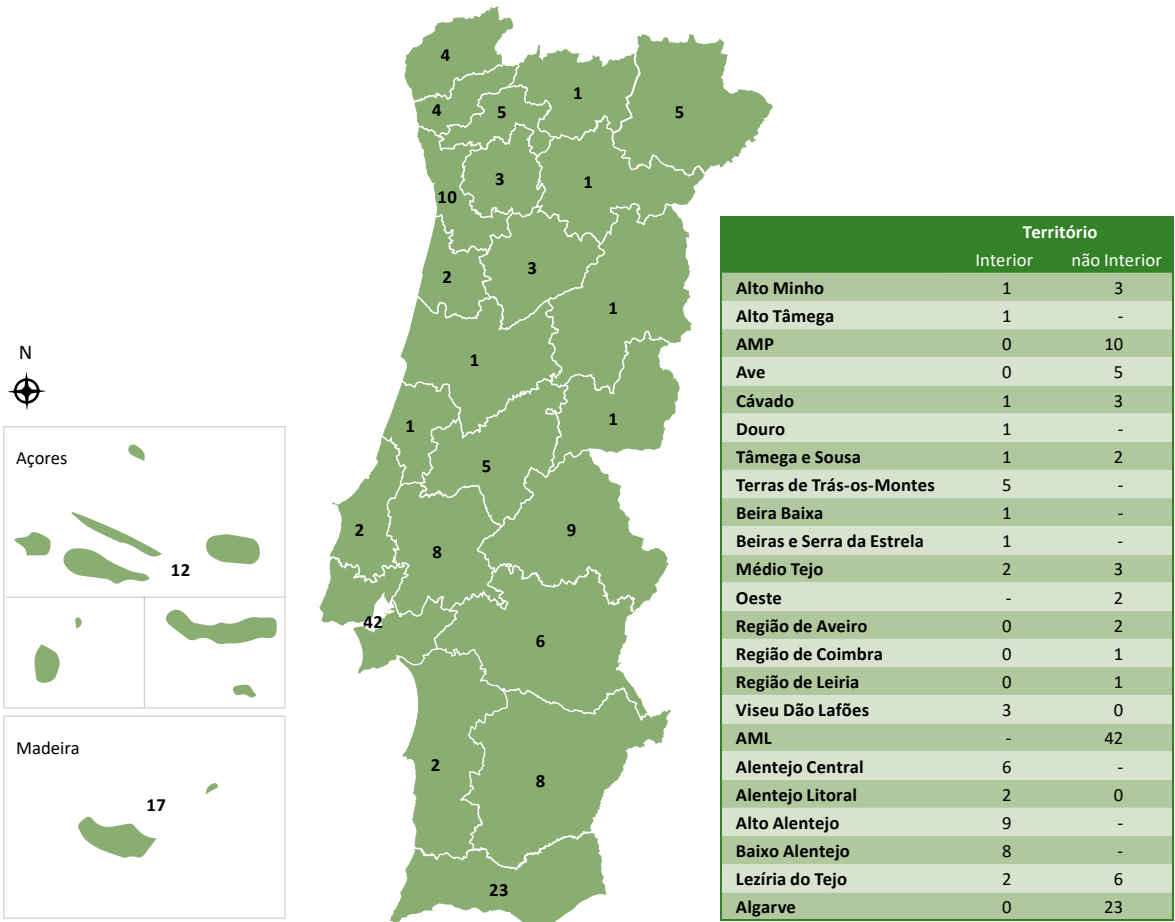 4
4
5
1
5
3
1
10
2
3
1
1
1
1
5
2
8
9
42
6
2
8
23
N
Açores
12
Madeira
17
Território
Interior não Interior
Alto Minho 1 3
Alto Tâmega 1 -
AMP 0 10
Ave 0 5
Cávado 1 3
Douro 1 -
Tâmega e Sousa 1 2
Terras de Trás-os-Montes 5 -
Beira Baixa 1 -
Beiras e Serra da Estrela 1 -
Médio Tejo 2 3
Oeste - 2
Região de Aveiro 0 2
Região de Coimbra 0 1
Região de Leiria 0 1
Viseu Dão Lafões 3 0
AML - 42
Alentejo Central 6 -
Alentejo Litoral 2 0
Alto Alentejo 9 -
Baixo Alentejo 8 -
Lezíria do Tejo 2 6
Algarve 0 23